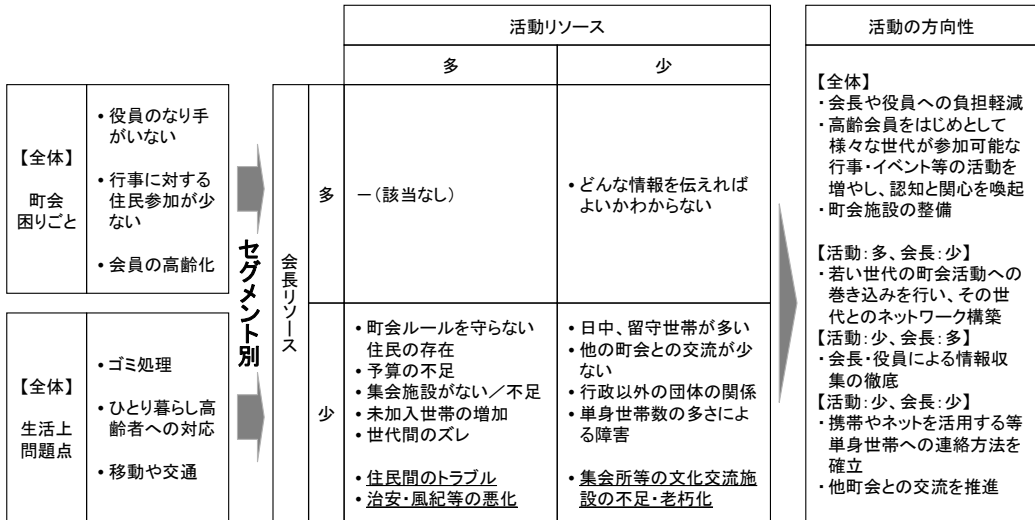 活動リソース
活動の方向性
多
少
【全体】
町会
困りごと
• 役員のなり手
がいない
• 行事に対する
住民参加が少
ない
• 会員の高齢化
【全体】
生活上
問題点
• ゴミ処理
• ひとり暮らし高
齢者への対応
• 移動や交通
セグメント別
会長リソース
多
－(該当なし)
• どんな情報を伝えれば
よいかわからない
少
• 町会ルールを守らない
住民の存在
• 予算の不足
• 集会施設がない／不足
• 未加入世帯の増加
• 世代間のズレ
• 住民間のトラブル
• 治安・風紀等の悪化
• 日中、留守世帯が多い
• 他の町会との交流が少
ない
• 行政以外の団体の関係
• 単身世帯数の多さによ
る障害
• 集会所等の文化交流施
設の不足・老朽化
【全体】
・会長や役員への負担軽減
・高齢会員をはじめとして
様々な世代が参加可能な
行事・イベント等の活動を
増やし、認知と関心を喚起
・町会施設の整備
【活動：多、会長：少】
・若い世代の町会活動への
巻き込みを行い、その世
代とのネットワーク構築
【活動：少、会長：多】
・会長・役員による情報収
集の徹底
【活動：少、会長：少】
・携帯やネットを活用する等
単身世帯への連絡方法を
確立
・他町会との交流を推進